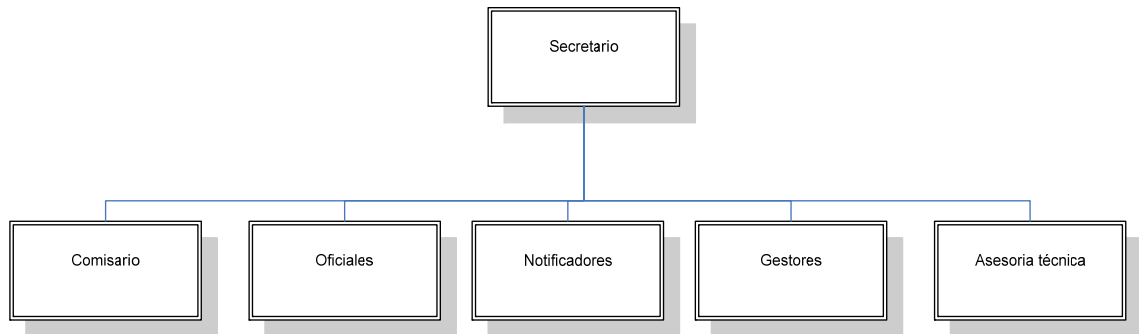 Secretario
Comisario
Oficiales
Notificadores
Gestores
Asesoria técnica